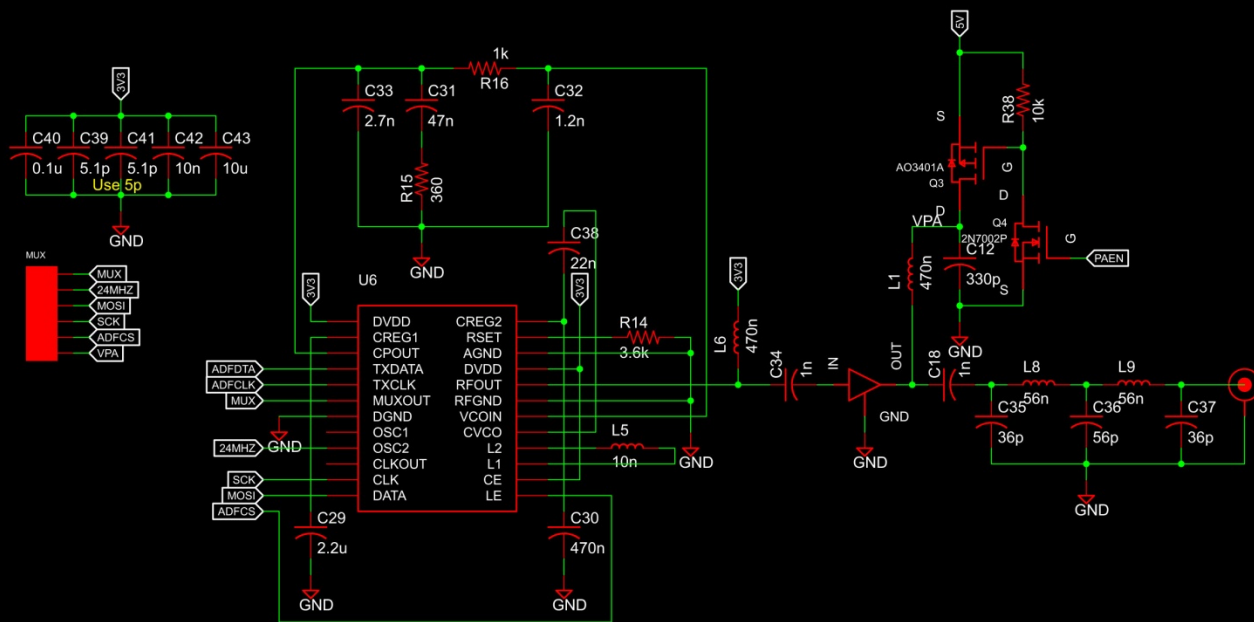 3V3
C40
0.1u
C39
5.1p
C41
5.1p
C42
10n
C43
10u
Use 5p
GND
MUX
MUX
24MHZ
MOSI
SCK
ADFCS
VPA
1k
R16
C33
2.7n
C31
47n
C32
1.2n
R15
360
GND
C38
22n
U6
3V3
3V3
DVDD
CREG1
CPOUT
TXDATA
TXCLK
MUXOUT
DGND
OSC1
OSC2
CLKOUT
CLK
DATA
CREG2
RSET
AGND
DVDD
RFOUT
RFGND
VCOIN
CVCO
L2
L1
CE
LE
ADFDTA
ADFCLK
MUX
GND
24MHZ
SCK
MOSI
ADFCS
R14
3.6k
L5
10n
GND
C29
2.2u
GND
C30
470n
GND
3V3
L6
470n
C34
1n
IN
OUT
GND
GND
5V
R38
10k
S
AO3401A
Q3
G
D
VPA
D
Q4
2N7002P
G
S
PAEN
L1
470n
C12
330p
GND
C18
1n
L8
56n
L9
56n
C35
36p
C36
56p
C37
36p
GND